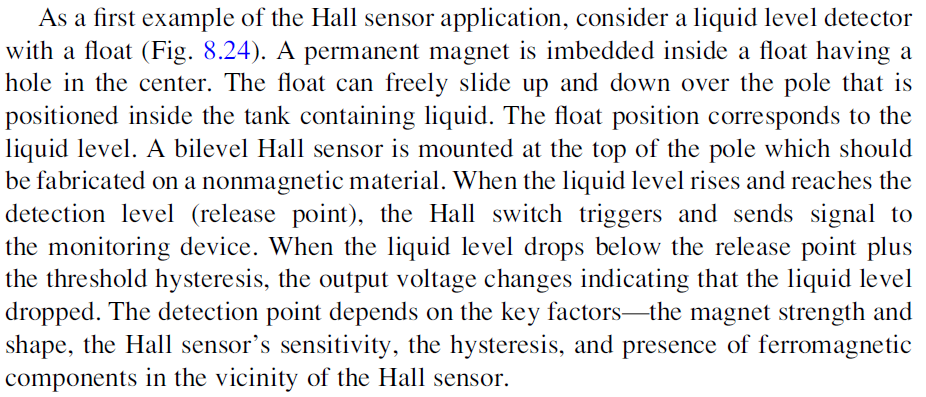 As a first example of the Hall sensor application, consider a liquid level detector
with a float (Fig. 8.24). A permanent magnet is imbedded inside a float having a
hole in the center. The float can freely slide up and down over the pole that is
positioned inside the tank containing liquid. The float position corresponds to the
liquid level. A bilevel Hall sensor is mounted at the top of the pole which should
be fabricated on a nonmagnetic material. When the liquid level rises and reaches the
detection level (release point), the Hall switch triggers and sends signal to
the monitoring device. When the liquid level drops below the release point plus
the threshold hysteresis, the output voltage changes indicating that the liquid level
dropped. The detection point depends on the key factors—the magnet strength and
shape, the Hall sensor's sensitivity, the hysteresis, and presence of ferromagnetic
components in the vicinity of the Hall sensor.